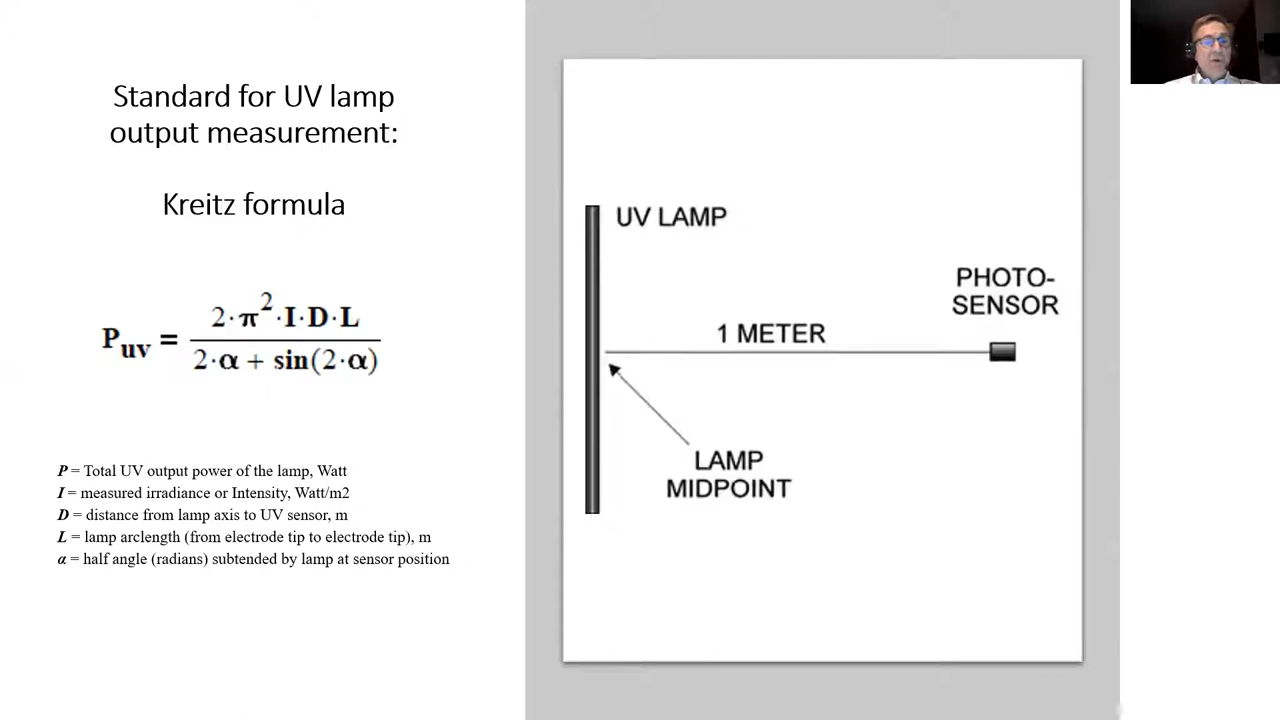 Standard for UV lamp
output measurement:
Kreitz formula
P_uv = (2·π²·I·D·L) / (2·α + sin(2·α))
P = Total UV output power of the lamp, Watt
I = measured irradiance or Intensity, Watt/m2
D = distance from lamp axis to UV sensor, m
L = lamp arclength (from electrode tip to electrode tip), m
α = half angle (radians) subtended by lamp at sensor position
UV LAMP
PHOTO-
SENSOR
1 METER
LAMP
MIDPOINT